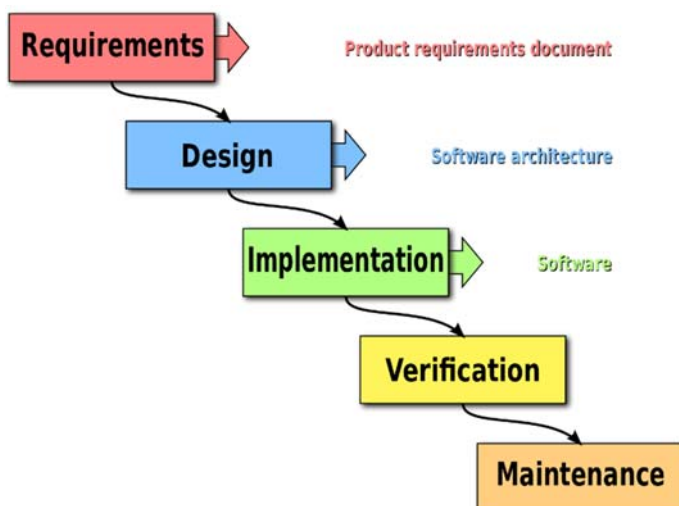 Requirements
Product requirements document
Design
Software architecture
Implementation
Software
Verification
Maintenance